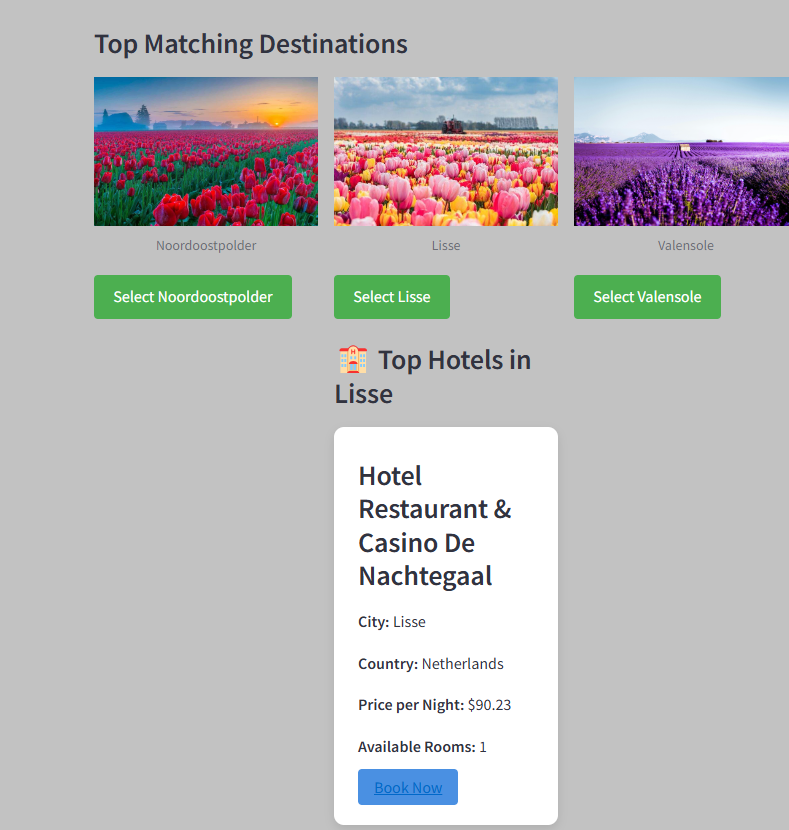 Top Matching Destinations
Noordoostpolder
Lisse
Valensole
Select Noordoostpolder
Select Lisse
Select Valensole
🏨 Top Hotels in
Lisse
Hotel
Restaurant &
Casino De
Nachtegaal
City: Lisse
Country: Netherlands
Price per Night: $90.23
Available Rooms: 1
Book Now